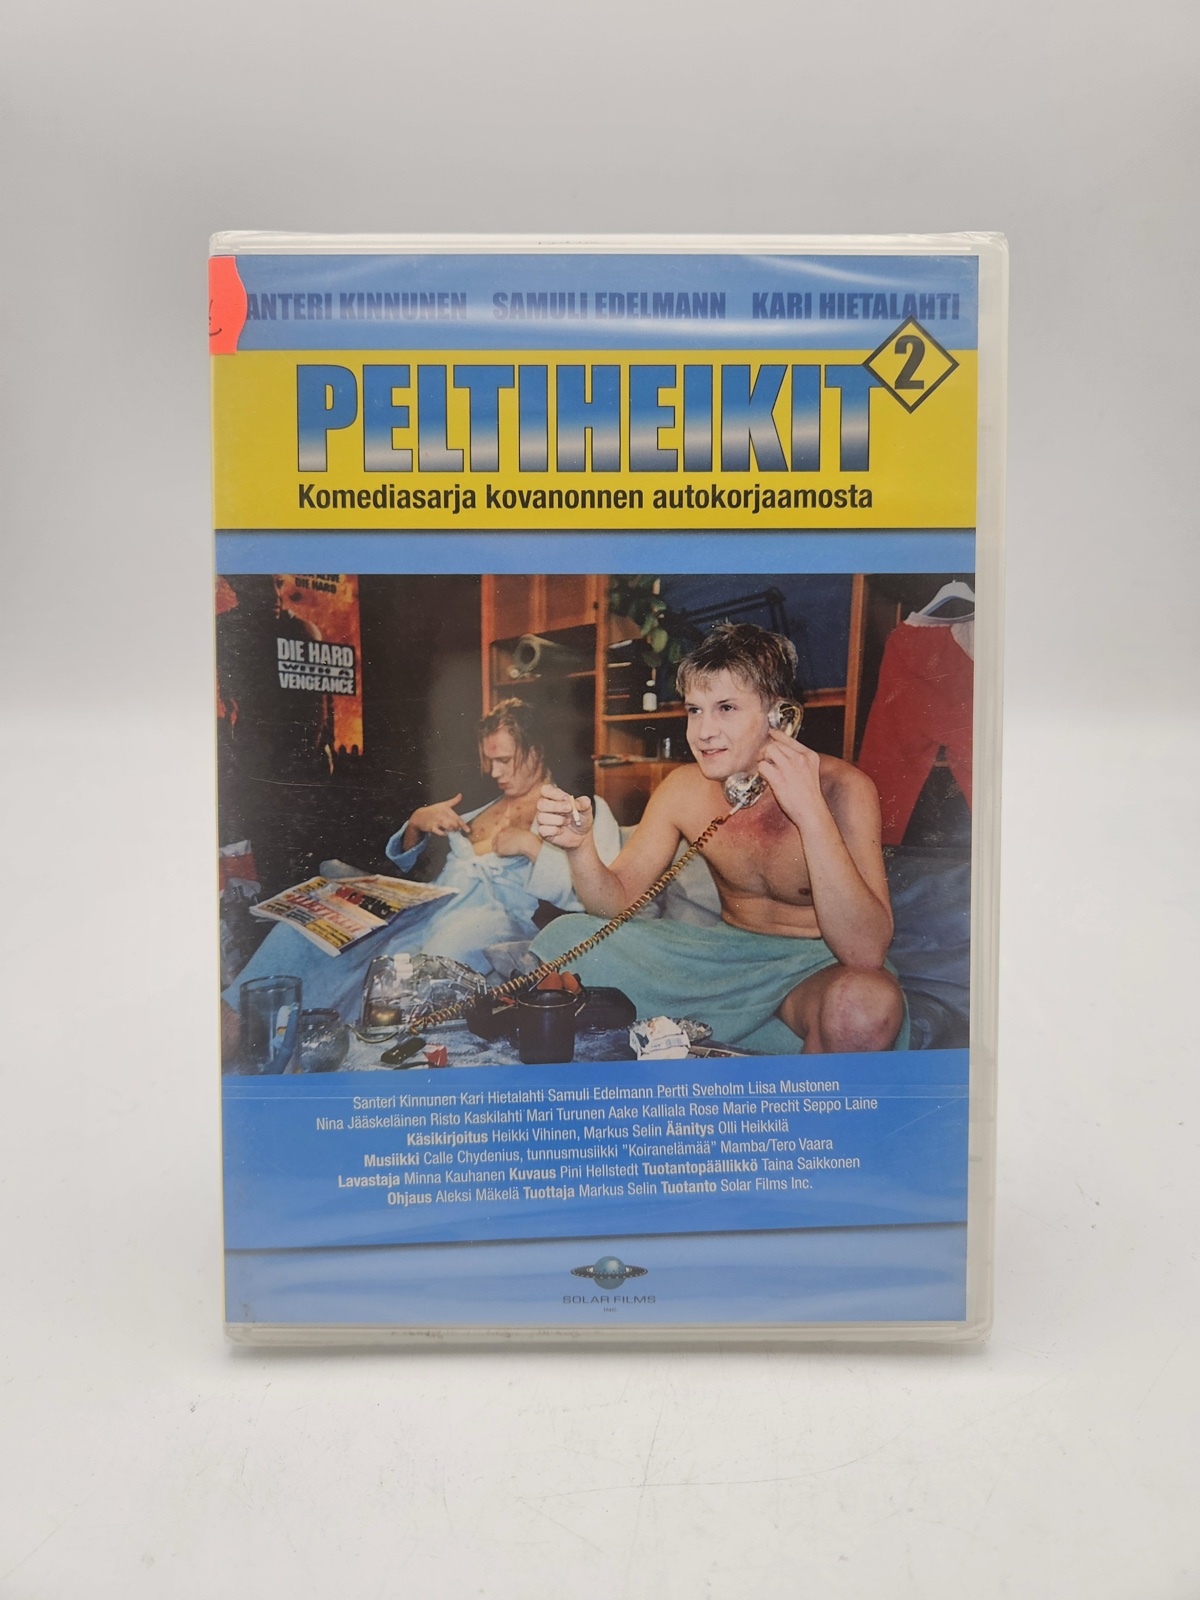 ANTERI KINNUNEN SAMULI EDELMANN KARI HIETALAHTI
PELTIHEIKIT 2
Komediasarja kovanonnen autokorjaamosta
DIE HARD
DIE HARD
WITH A
VENGEANCE
Santeri Kinnunen Kari Hietalahti Samuli Edelmann Pertti Sveholm Liisa Mustonen
Nina Jääskeläinen Risto Kaskilahti Mari Turunen Aake Kalliala Rose Marie Precht Seppo Laine
Käsikirjoitus Heikki Vihinen, Markus Selin Äänitys Olli Heikkilä
Musiikki Calle Chydenius, tunnusmusiikki ”Koiranelämää” Mamba/Tero Vaara
Lavastaja Minna Kauhanen Kuvaus Pini Hellstedt Tuotantopäällikkö Taina Saikkonen
Ohjaus Aleksi Mäkelä Tuottaja Markus Selin Tuotanto Solar Films Inc.
SOLAR FILMS
INC.